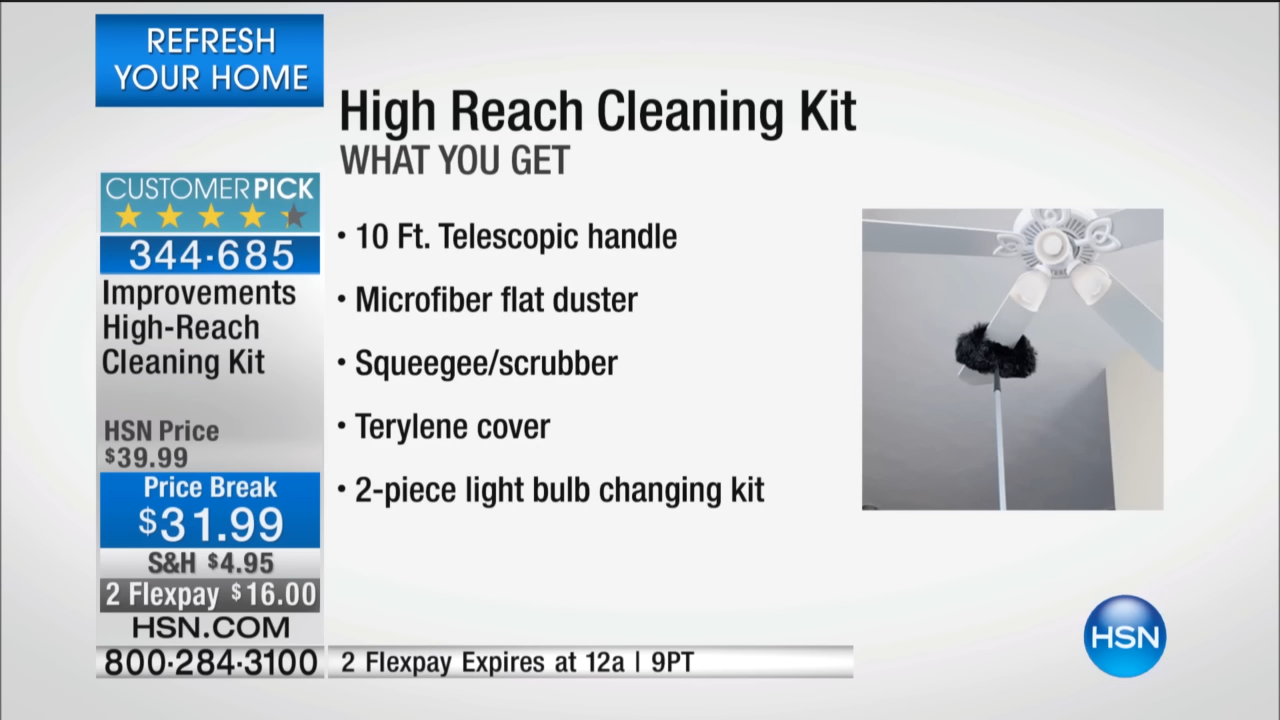 REFRESH
YOUR HOME
High Reach Cleaning Kit
WHAT YOU GET
CUSTOMERPICK
344·685
Improvements
High-Reach
Cleaning Kit
HSN Price
$39.99
Price Break
$31.99
S&H $4.95
2 Flexpay $16.00
HSN.COM
800·284·3100
• 10 Ft. Telescopic handle
• Microfiber flat duster
• Squeegee/scrubber
• Terylene cover
• 2-piece light bulb changing kit
2 Flexpay Expires at 12a | 9PT
HSN